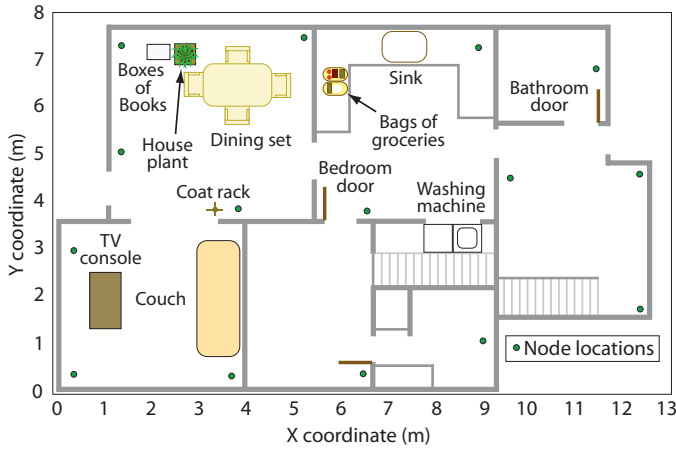 8
7
6
5
4
3
2
1
0
Y coordinate (m)
Boxes of
Books
House
plant
Dining set
Sink
Bags of
groceries
Bathroom
door
Bedroom
door
Coat rack
Washing
machine
TV
console
Couch
Node locations
0 1 2 3 4 5 6 7 8 9 10 11 12 13
X coordinate (m)